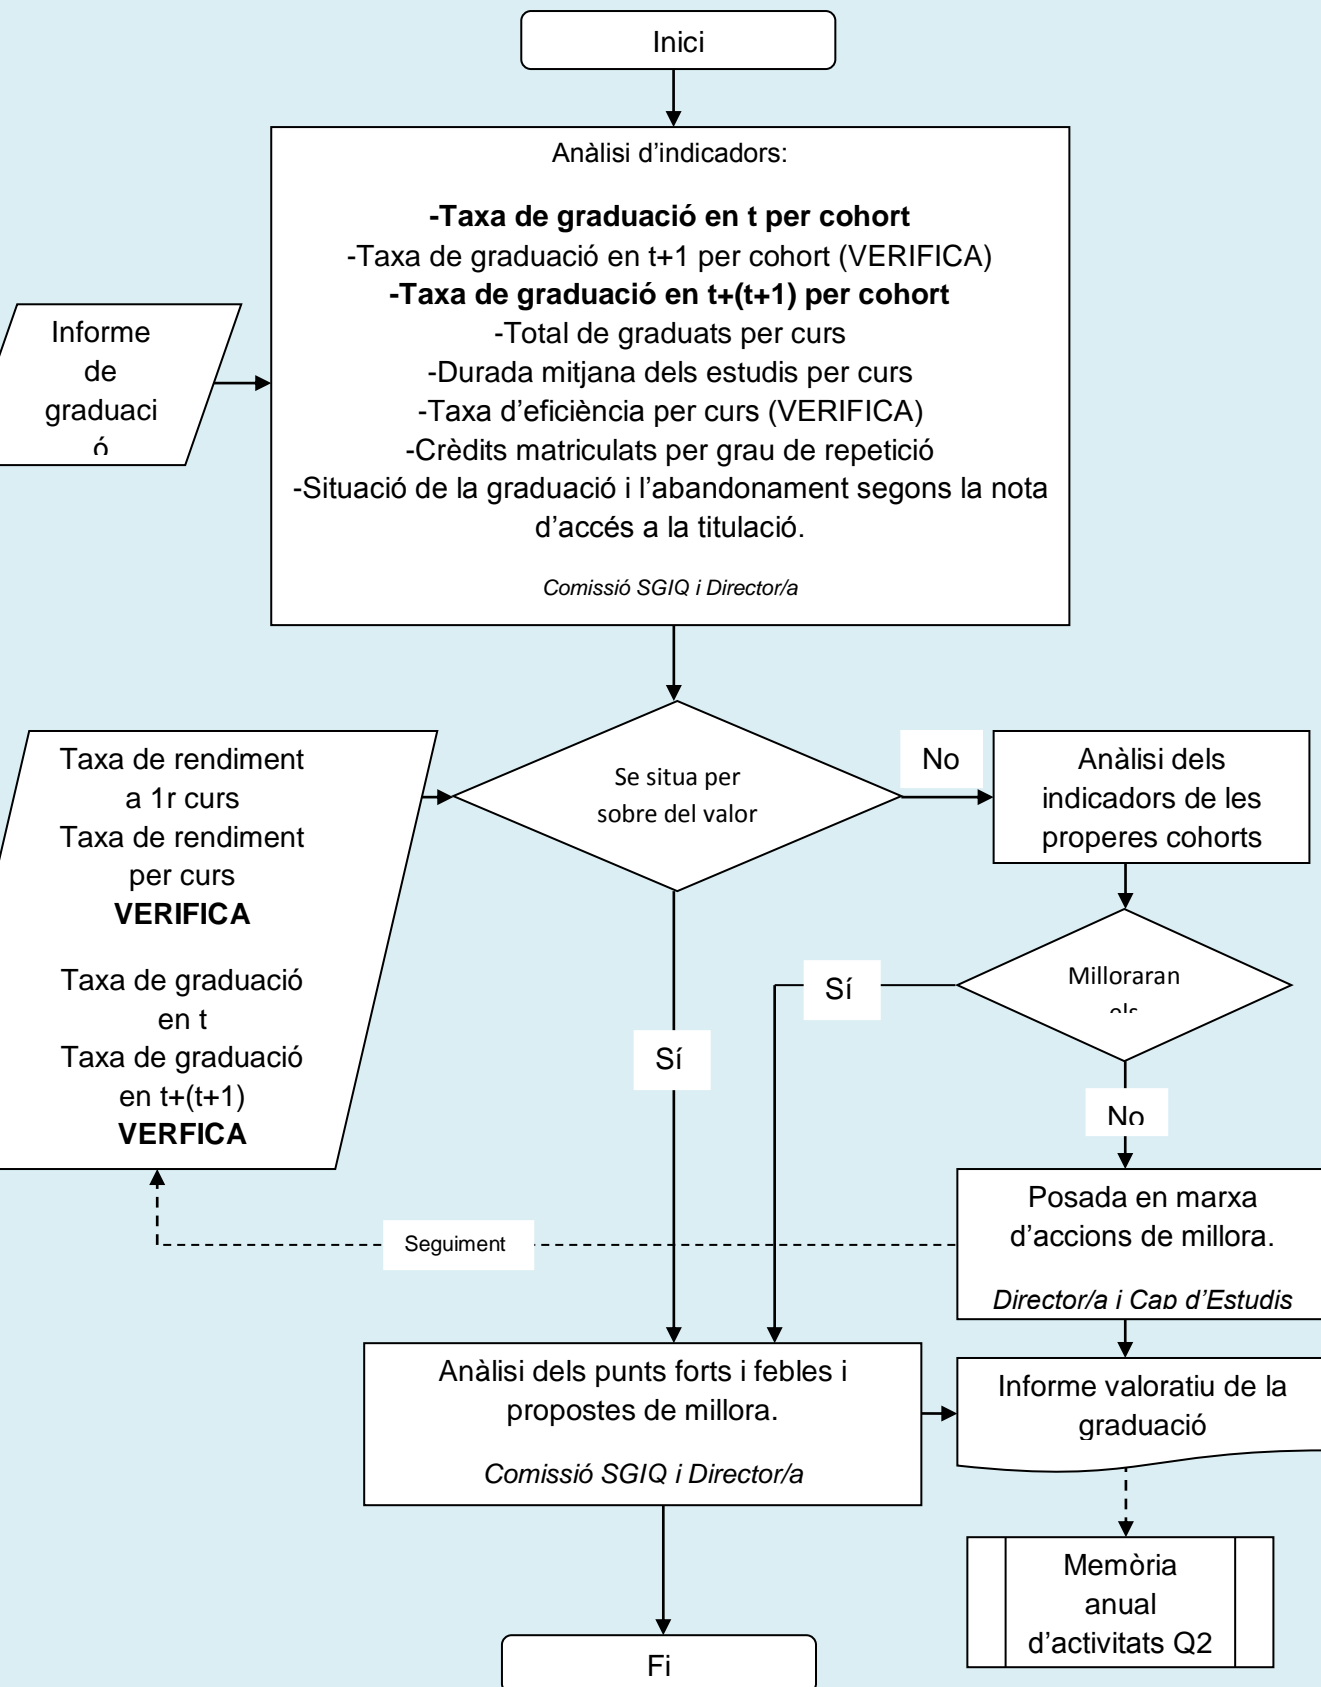 Inici
Anàlisi d’indicadors:
-Taxa de graduació en t per cohort
-Taxa de graduació en t+1 per cohort (VERIFICA)
-Taxa de graduació en t+(t+1) per cohort
-Total de graduats per curs
-Durada mitjana dels estudis per curs
-Taxa d’eficiència per curs (VERIFICA)
-Crèdits matriculats per grau de repetició
-Situació de la graduació i l’abandonament segons la nota
d’accés a la titulació.
Comissió SGIQ i Director/a
Informe
de
graduaci
ó
Taxa de rendiment
a 1r curs
Taxa de rendiment
per curs
VERIFICA
Taxa de graduació
en t
Taxa de graduació
en t+(t+1)
VERFICA
Se situa per
sobre del valor
No
Anàlisi dels
indicadors de les
properes cohorts
Milloraran
els
Sí
Sí
No
Posada en marxa
d’accions de millora.
Director/a i Cap d’Estudis
Seguiment
Anàlisi dels punts forts i febles i
propostes de millora.
Comissió SGIQ i Director/a
Informe valoratiu de la
graduació
Memòria
anual
d’activitats Q2
Fi